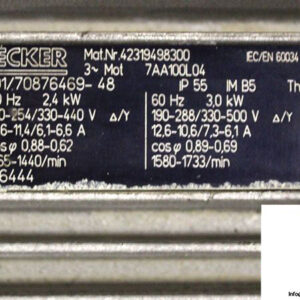 ECKER Mat.Nr.42319498300 IEC/EN 60034
3~ Mot 7AA100L04
01/70876469-48 IP 55 IM B5 Th
0 Hz 2,4 kW 60 Hz 3,0 kW
0-254/330-440 V Δ/Y 190-288/330-500 V Δ/Y
6-11,4/6,1-6,6 A 12,6-10,6/7,3-6,1 A
cos φ 0,88-0,62 cos φ 0,89-0,69
65-1440/min 1580-1733/min
6444